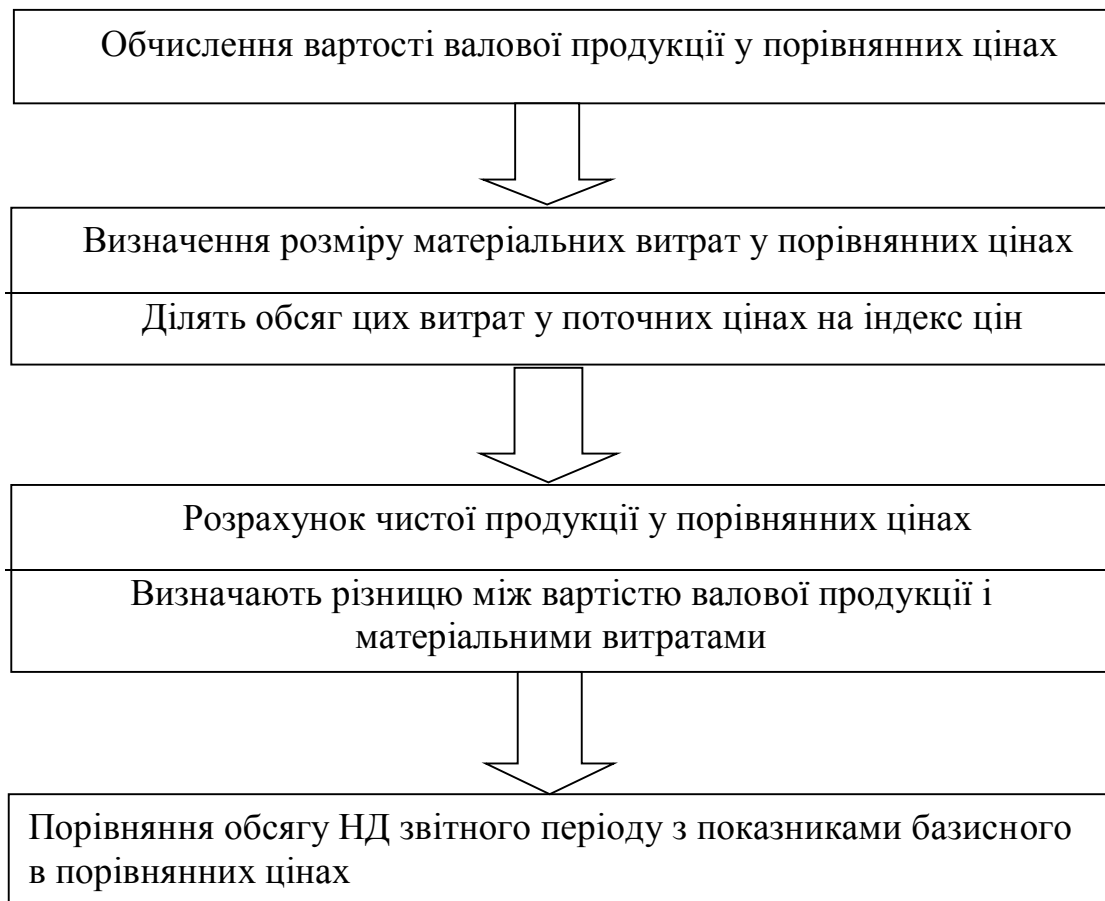 Обчислення вартості валової продукції у порівнянних цінах
Визначення розміру матеріальних витрат у порівнянних цінах
Ділять обсяг цих витрат у поточних цінах на індекс цін
Розрахунок чистої продукції у порівнянних цінах
Визначають різницю між вартістю валової продукції і
матеріальними витратами
Порівняння обсягу НД звітного періоду з показниками базисного
в порівнянних цінах